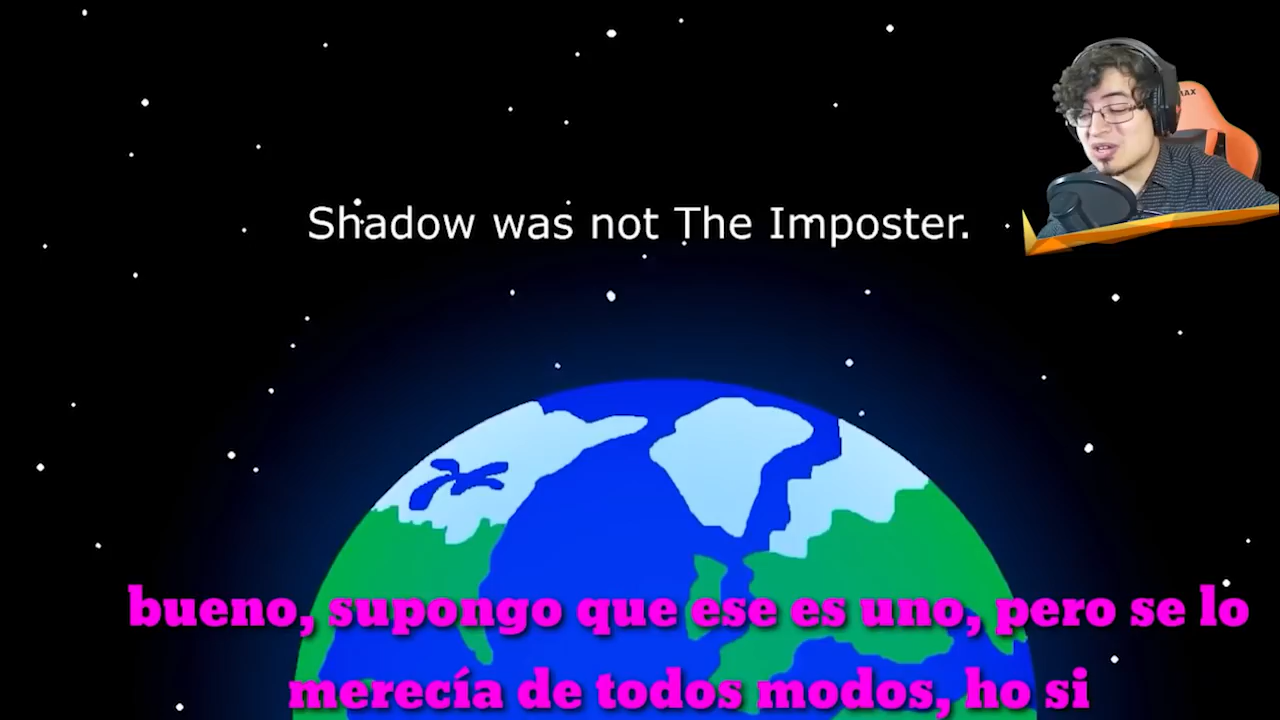 Shadow was not The Imposter.
bueno, supongo que ese es uno, pero se lo
merecía de todos modos, ho si